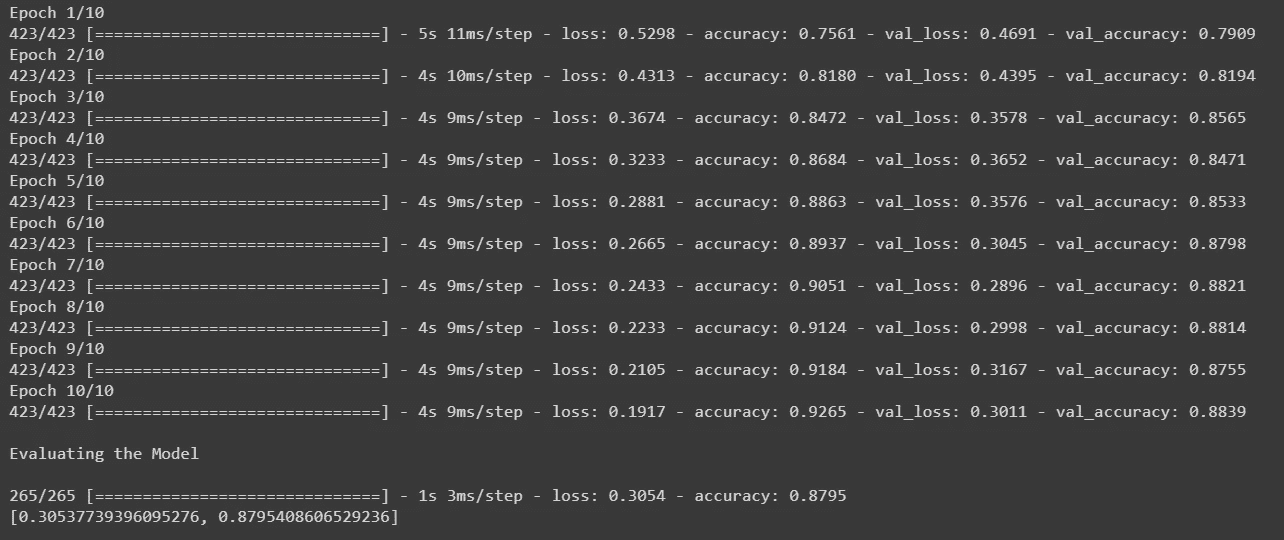 Epoch 1/10
423/423 [==============================] - 5s 11ms/step - loss: 0.5298 - accuracy: 0.7561 - val_loss: 0.4691 - val_accuracy: 0.7909
Epoch 2/10
423/423 [==============================] - 4s 10ms/step - loss: 0.4313 - accuracy: 0.8180 - val_loss: 0.4395 - val_accuracy: 0.8194
Epoch 3/10
423/423 [==============================] - 4s 9ms/step - loss: 0.3674 - accuracy: 0.8472 - val_loss: 0.3578 - val_accuracy: 0.8565
Epoch 4/10
423/423 [==============================] - 4s 9ms/step - loss: 0.3233 - accuracy: 0.8684 - val_loss: 0.3652 - val_accuracy: 0.8471
Epoch 5/10
423/423 [==============================] - 4s 9ms/step - loss: 0.2881 - accuracy: 0.8863 - val_loss: 0.3576 - val_accuracy: 0.8533
Epoch 6/10
423/423 [==============================] - 4s 9ms/step - loss: 0.2665 - accuracy: 0.8937 - val_loss: 0.3045 - val_accuracy: 0.8798
Epoch 7/10
423/423 [==============================] - 4s 9ms/step - loss: 0.2433 - accuracy: 0.9051 - val_loss: 0.2896 - val_accuracy: 0.8821
Epoch 8/10
423/423 [==============================] - 4s 9ms/step - loss: 0.2233 - accuracy: 0.9124 - val_loss: 0.2998 - val_accuracy: 0.8814
Epoch 9/10
423/423 [==============================] - 4s 9ms/step - loss: 0.2105 - accuracy: 0.9184 - val_loss: 0.3167 - val_accuracy: 0.8755
Epoch 10/10
423/423 [==============================] - 4s 9ms/step - loss: 0.1917 - accuracy: 0.9265 - val_loss: 0.3011 - val_accuracy: 0.8839
Evaluating the Model
265/265 [==============================] - 1s 3ms/step - loss: 0.3054 - accuracy: 0.8795
[0.30537739396095276, 0.8795408606529236]